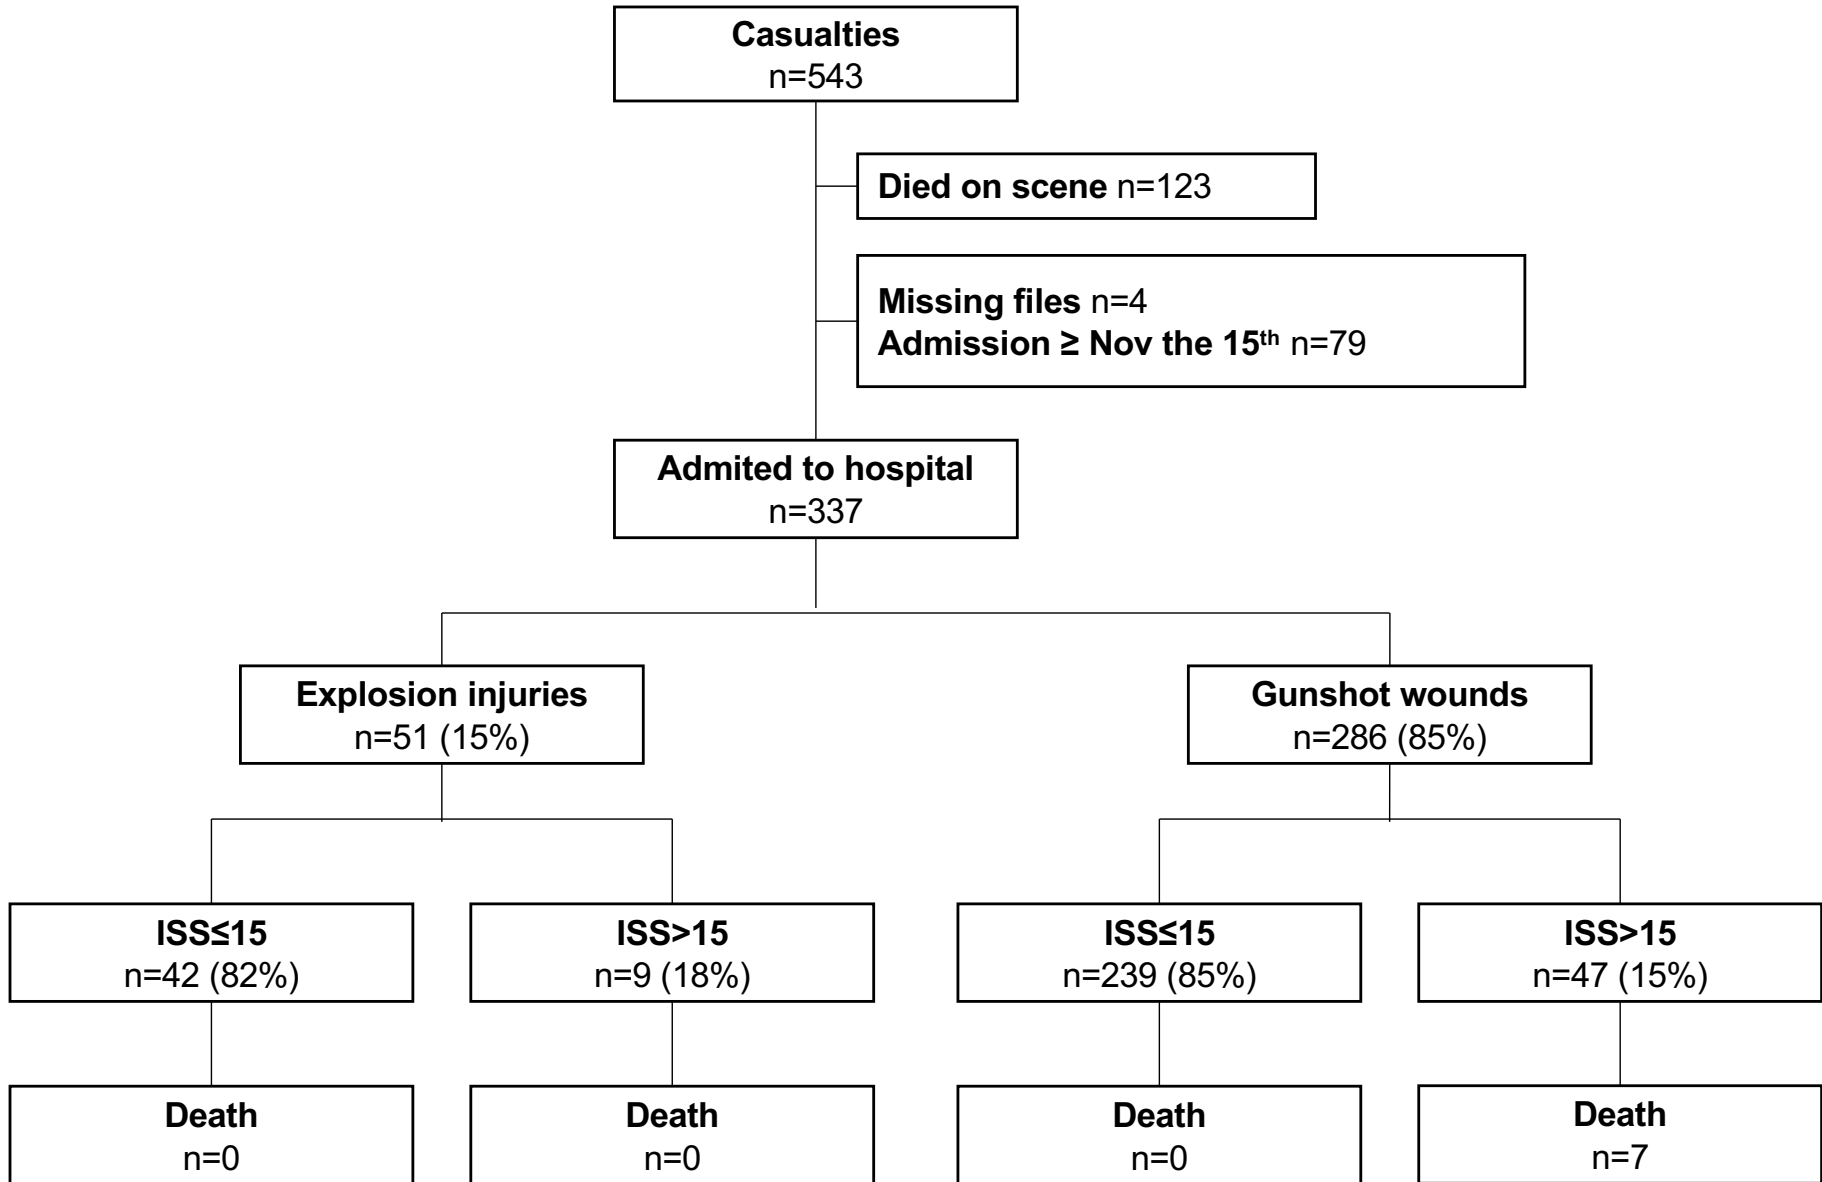 Casualties
n=543
Died on scene n=123
Missing files n=4
Admission ≥ Nov the 15th n=79
Admited to hospital
n=337
Explosion injuries
n=51 (15%)
Gunshot wounds
n=286 (85%)
ISS≤15
n=42 (82%)
ISS>15
n=9 (18%)
ISS≤15
n=239 (85%)
ISS>15
n=47 (15%)
Death
n=0
Death
n=0
Death
n=0
Death
n=7